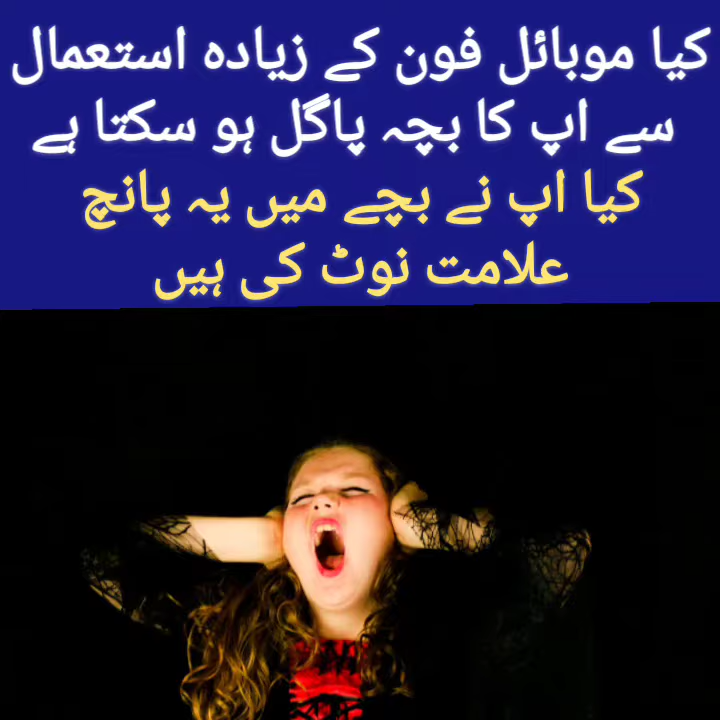 کیا موبائل فون کے زیادہ استعمال
سے اپ کا بچہ پاگل ہو سکتا ہے
کیا اپ نے بچے میں یہ پانچ
علامت نوٹ کی ہیں